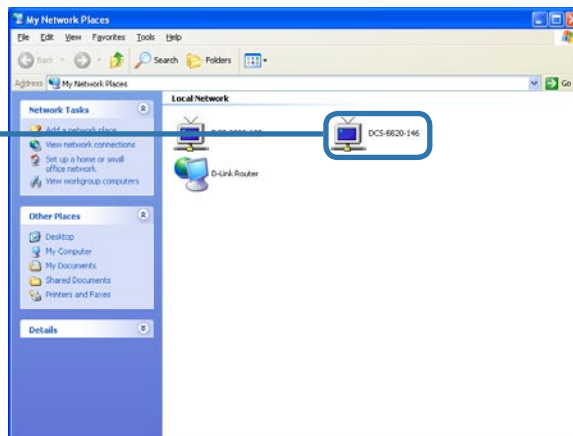 My Network Places
File Edit View Favorites Tools Help
Back Search Folders
Address My Network Places Go
Network Tasks
Add a network place
View network connections
Set up a home or small
office network
View workgroup computers
Other Places
Desktop
My Computer
My Documents
Shared Documents
Printers and Faxes
Details
Local Network
DCS-6620-146
D-Link Router